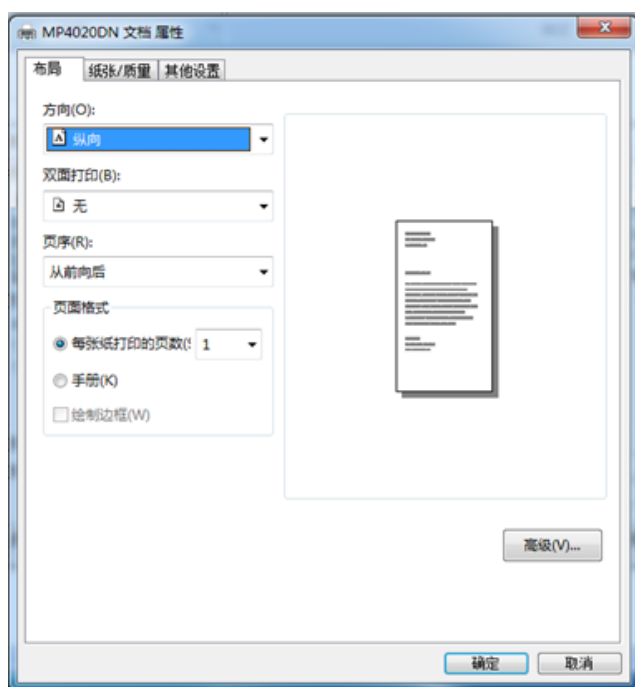 MP4020DN 文档 属性
布局 纸张/质量 其他设置
方向(O):
纵向
双面打印(B):
无
页序(R):
从前向后
页面格式
每张纸打印的页数(S 1
手册(K)
绘制边框(W)
高级(V)...
确定 取消